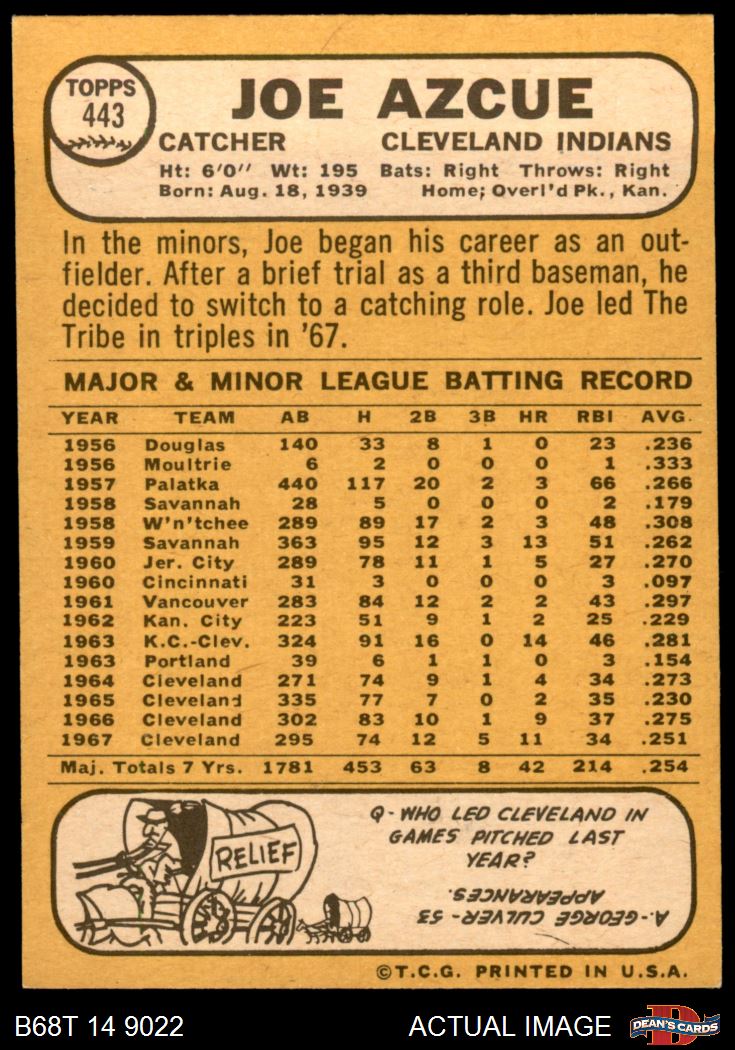 TOPPS
443
JOE AZCUE
CATCHER CLEVELAND INDIANS
Ht: 6'0" Wt: 195 Bats: Right Throws: Right
Born: Aug. 18, 1939 Home; Overl'd Pk., Kan.
In the minors, Joe began his career as an out-
fielder. After a brief trial as a third baseman, he
decided to switch to a catching role. Joe led The
Tribe in triples in '67.
MAJOR & MINOR LEAGUE BATTING RECORD
YEAR TEAM AB H 2B 3B HR RBI AVG.
1956 Douglas 140 33 8 1 0 23 .236
1956 Moultrie 6 2 0 0 0 1 .333
1957 Palatka 440 117 20 2 3 66 .266
1958 Savannah 28 5 0 0 0 2 .179
1958 W'n'tchee 289 89 17 2 3 48 .308
1959 Savannah 363 95 12 3 13 51 .262
1960 Jer. City 289 78 11 1 5 27 .270
1960 Cincinnati 31 3 0 0 0 3 .097
1961 Vancouver 283 84 12 2 2 43 .297
1962 Kan. City 223 51 9 1 2 25 .229
1963 K.C.-Clev. 324 91 16 0 14 46 .281
1963 Portland 39 6 1 1 0 3 .154
1964 Cleveland 271 74 9 1 4 34 .273
1965 Cleveland 335 77 7 0 2 35 .230
1966 Cleveland 302 83 10 1 9 37 .275
1967 Cleveland 295 74 12 5 11 34 .251
Maj. Totals 7 Yrs. 1781 453 63 8 42 214 .254
RELIEF
Q-WHO LED CLEVELAND IN
GAMES PITCHED LAST
YEAR?
A.-GEORGE CULVER-53
APPEARANCES.
©T.C.G. PRINTED IN U.S.A.
B68T 14 9022 ACTUAL IMAGE D DEAN'S CARDS